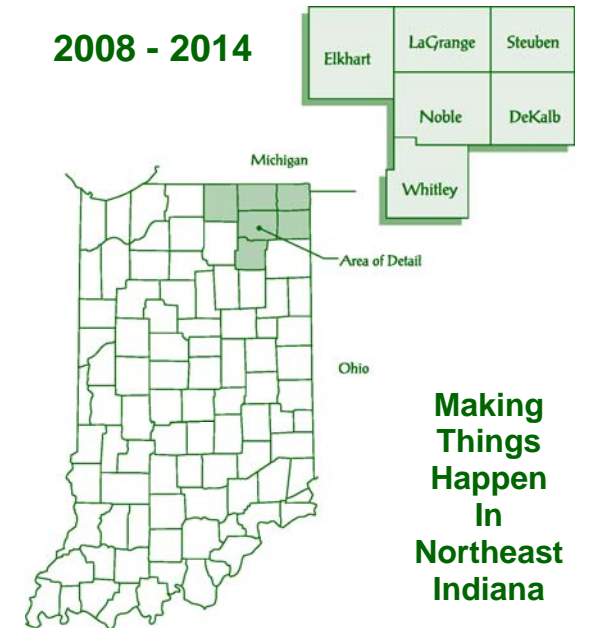 2008 - 2014
Elkhart
LaGrange
Steuben
Noble
DeKalb
Whitley
Michigan
Area of Detail
Ohio
Making
Things
Happen
In
Northeast
Indiana